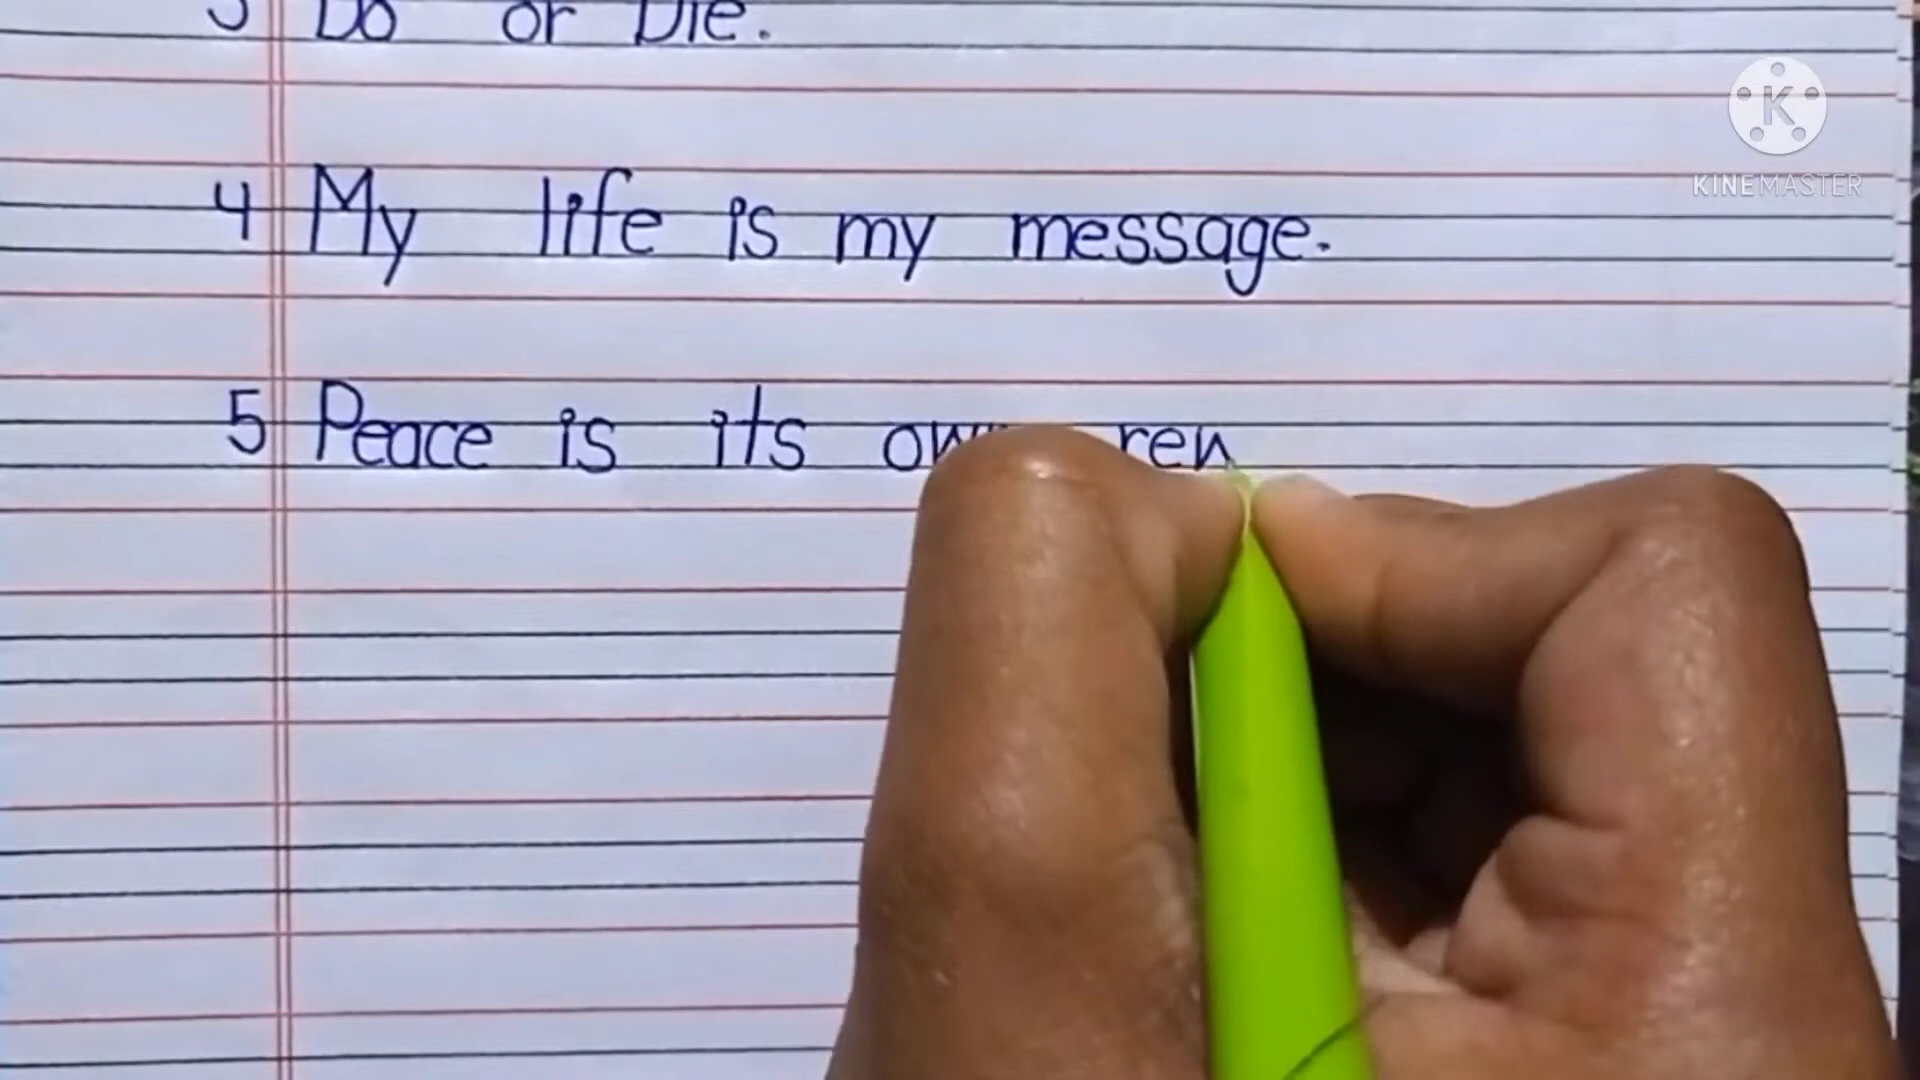 3 Do or Die.
KINEMASTER
4 My life is my message.
5 Peace is its